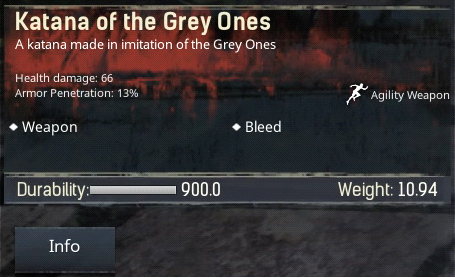 Katana of the Grey Ones
A katana made in imitation of the Grey Ones
Health damage: 66
Armor Penetration: 13%
Agility Weapon
Weapon
Bleed
Durability: 900.0
Weight: 10.94
Info